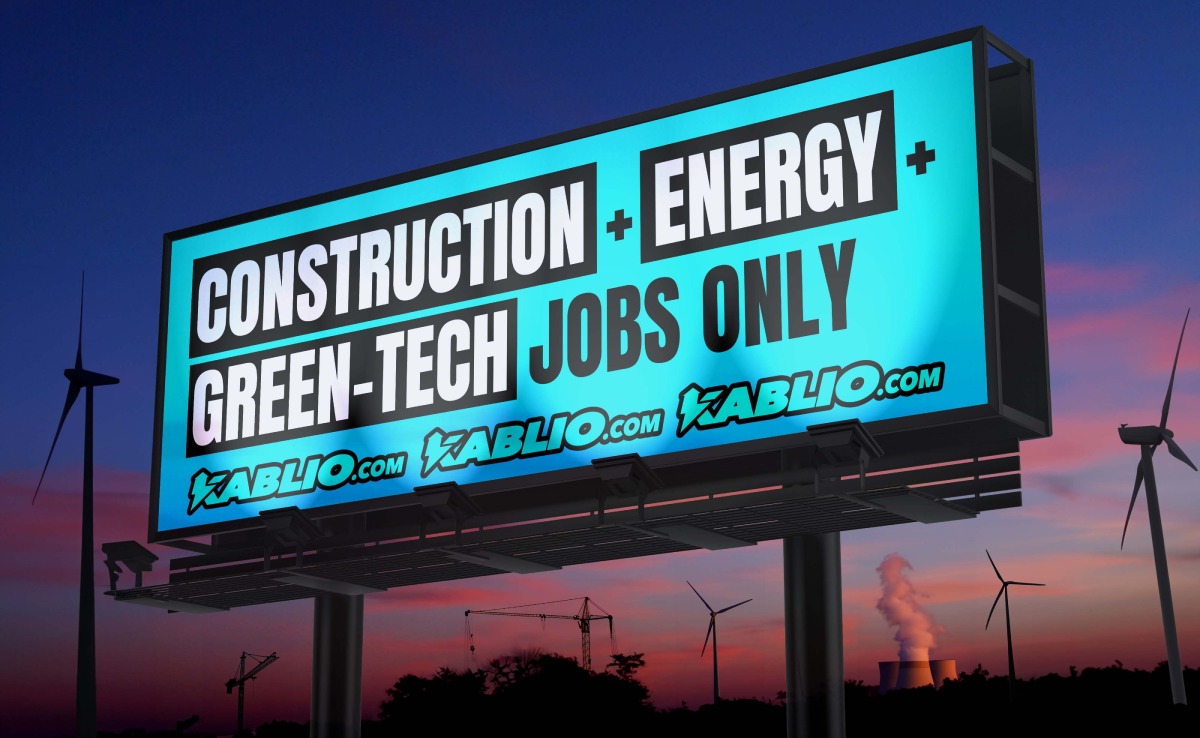 CONSTRUCTION + ENERGY +
GREEN-TECH JOBS ONLY
KABLIO.COM KABLIO.COM KABLIO.COM